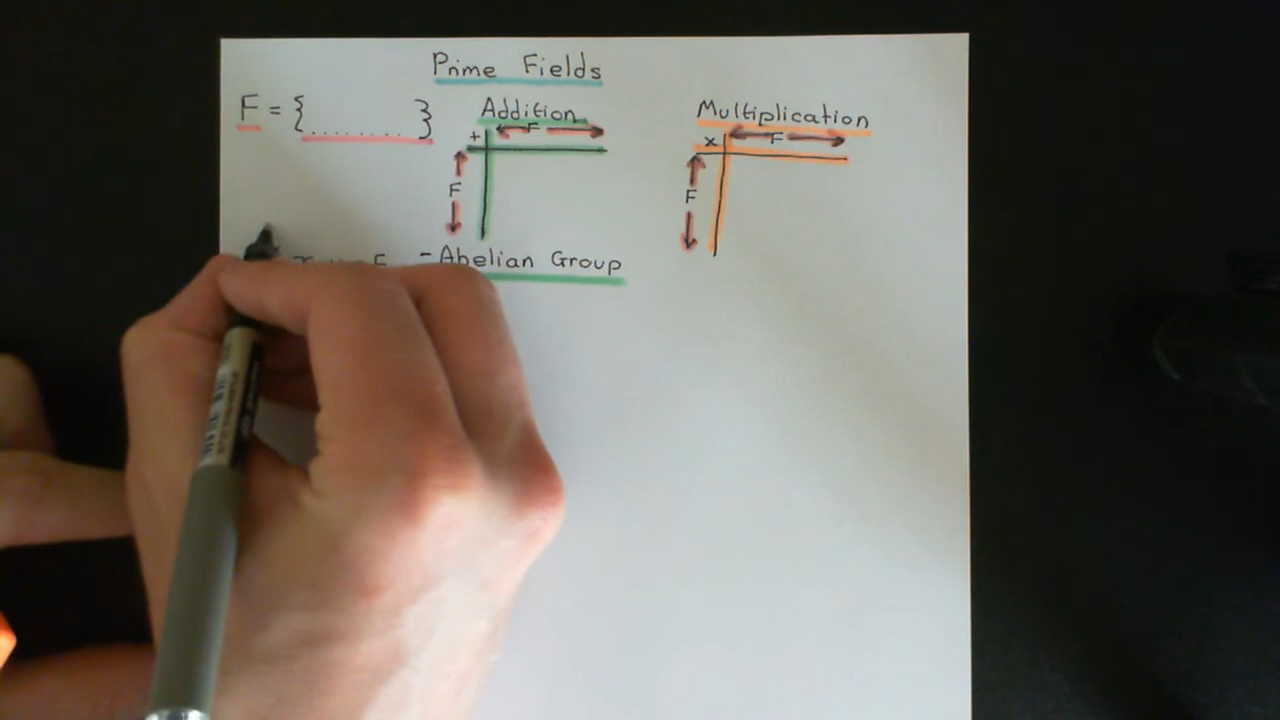 Prime Fields
F = {.........}
Addition
+ F
F
Multiplication
x F
F
- Abelian Group